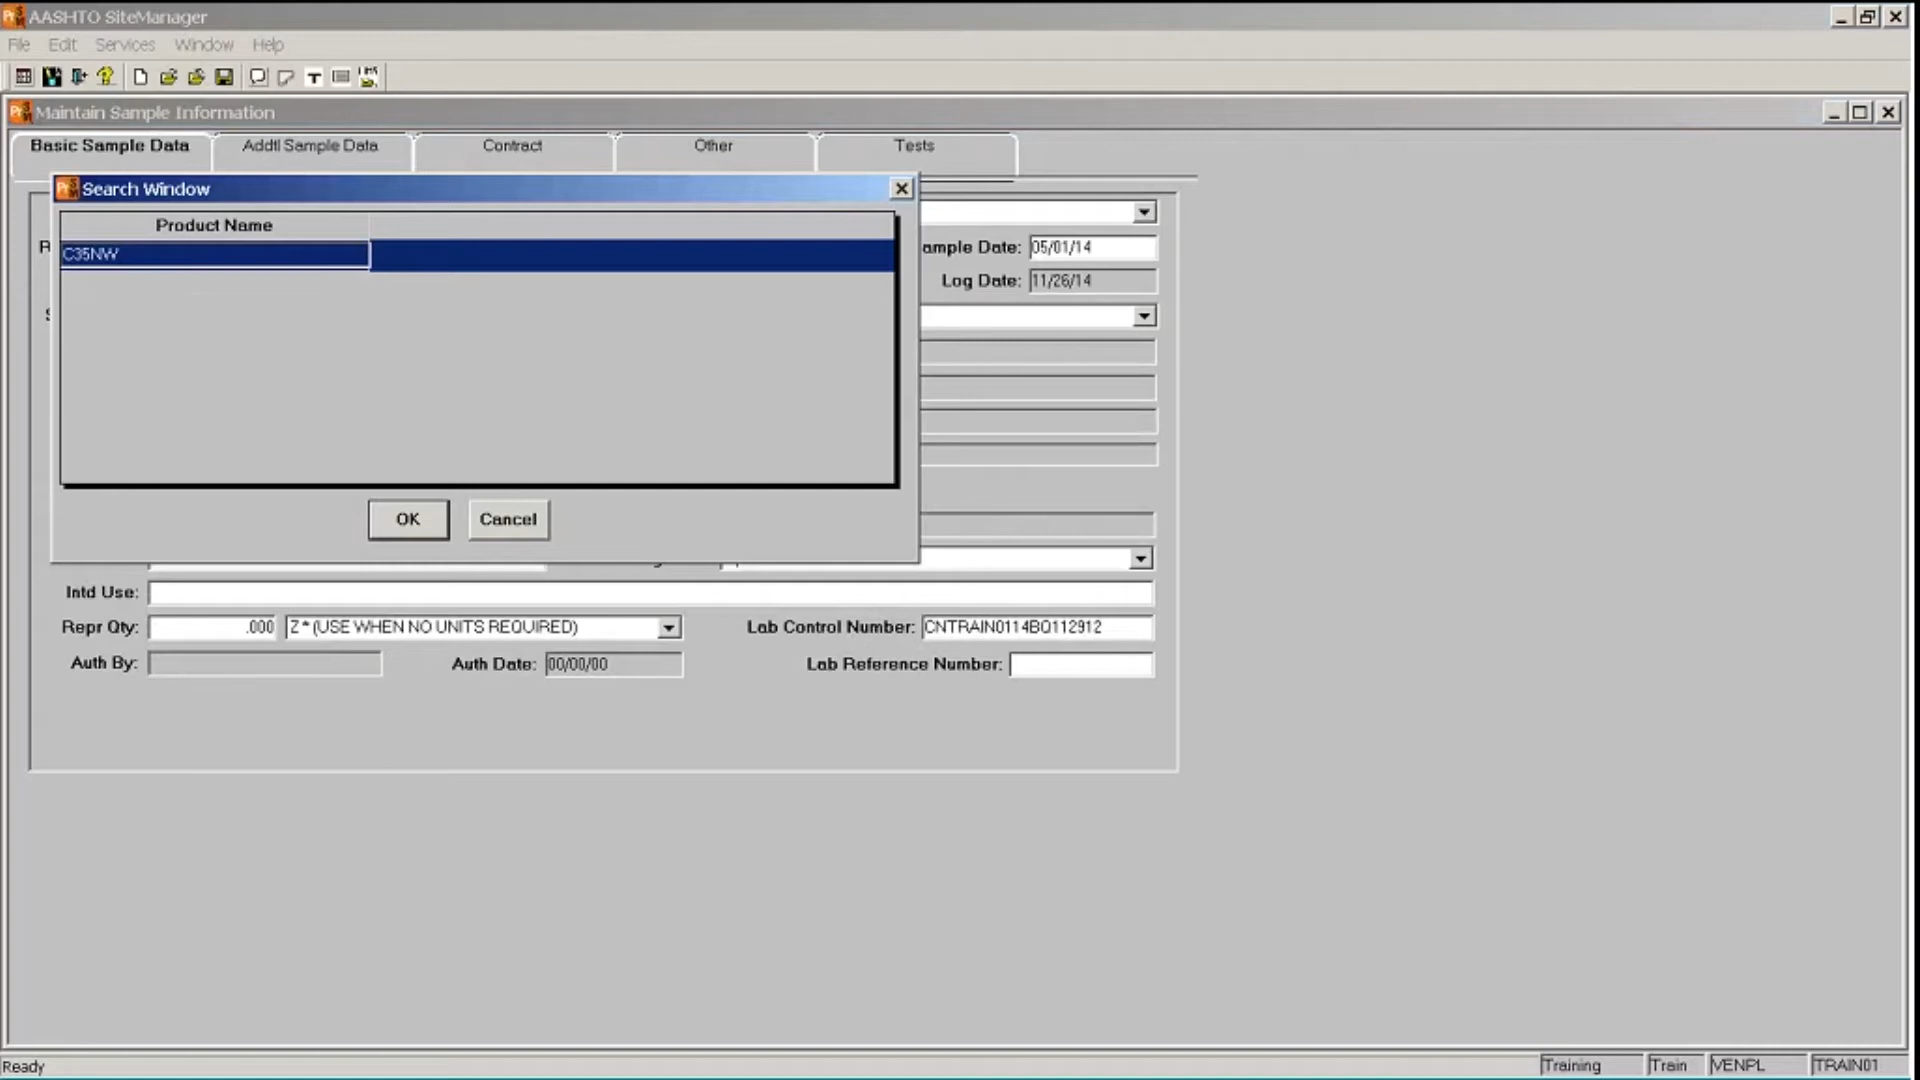 AASHTO SiteManager
File Edit Services Window Help
Maintain Sample Information
Basic Sample Data Addtl Sample Data Contract Other Tests
Search Window
Product Name
C35NW
ample Date: 05/01/14
Log Date: 11/26/14
OK Cancel
Intd Use:
Repr Qty: .000 Z * (USE WHEN NO UNITS REQUIRED) Lab Control Number: CNTRAIN0114BQ112912
Auth By: Auth Date: 00/00/00 Lab Reference Number:
Ready Training Train VENPL TRAIN01